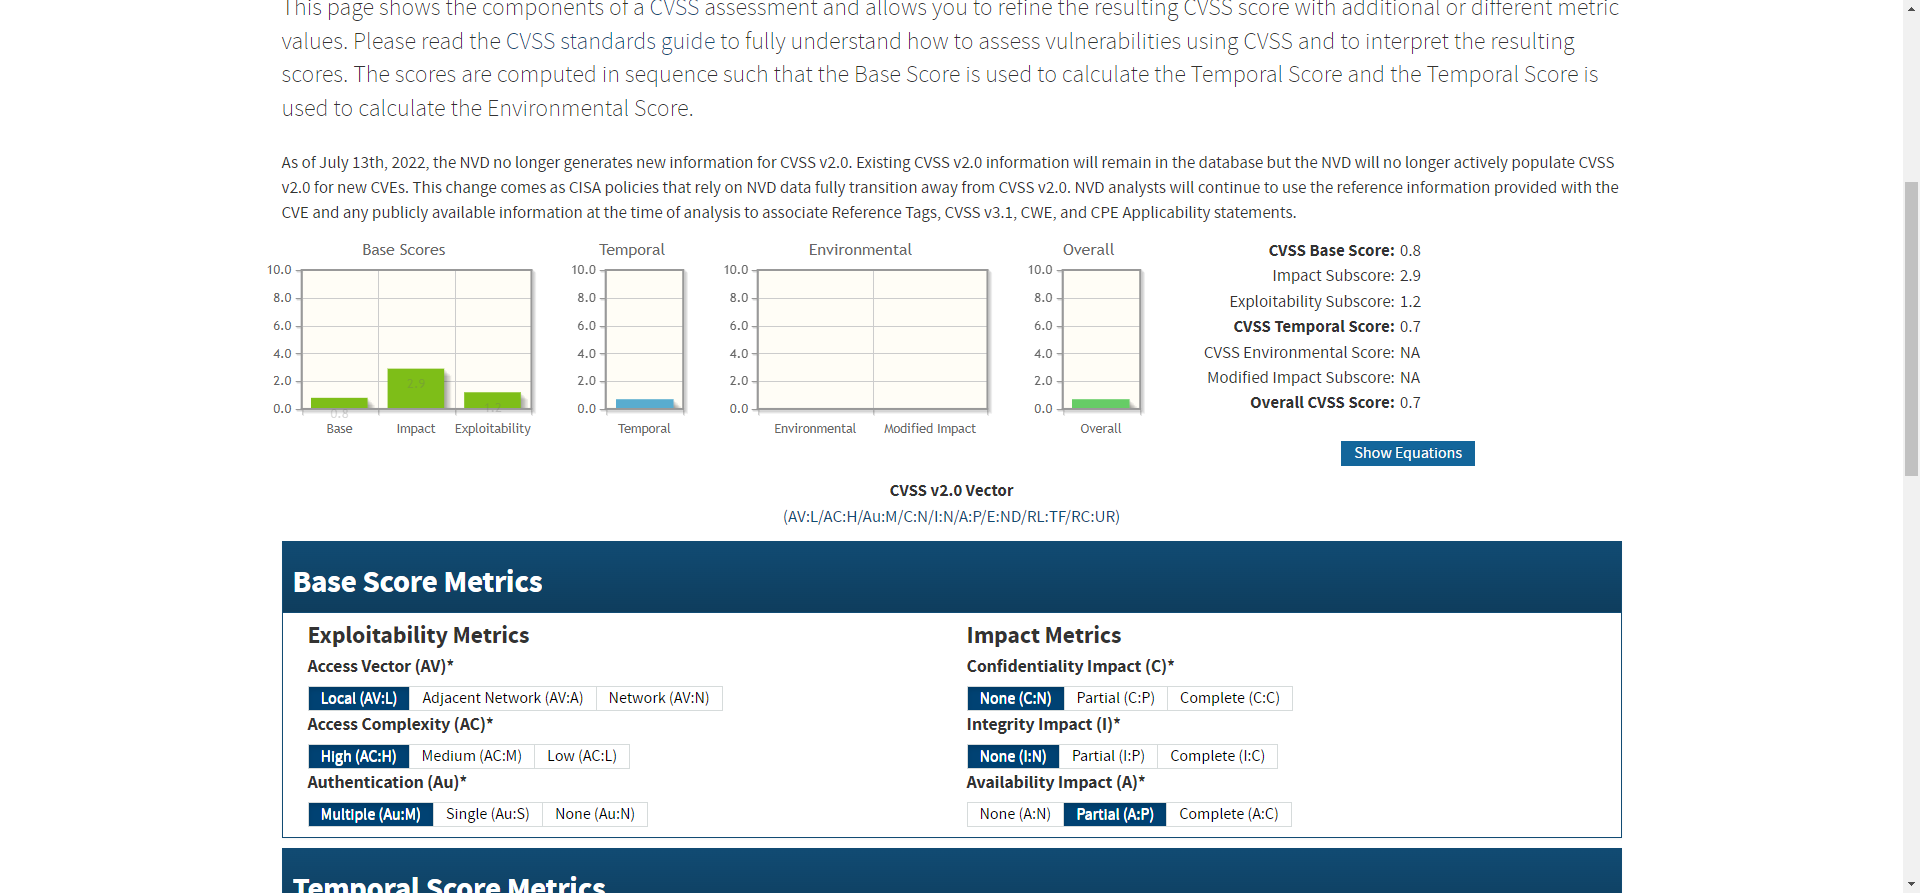 This page shows the components of a CVSS assessment and allows you to refine the resulting CVSS score with additional or different metric
values. Please read the CVSS standards guide to fully understand how to assess vulnerabilities using CVSS and to interpret the resulting
scores. The scores are computed in sequence such that the Base Score is used to calculate the Temporal Score and the Temporal Score is
used to calculate the Environmental Score.
As of July 13th, 2022, the NVD no longer generates new information for CVSS v2.0. Existing CVSS v2.0 information will remain in the database but the NVD will no longer actively populate CVSS
v2.0 for new CVEs. This change comes as CISA policies that rely on NVD data fully transition away from CVSS v2.0. NVD analysts will continue to use the reference information provided with the
CVE and any publicly available information at the time of analysis to associate Reference Tags, CVSS v3.1, CWE, and CPE Applicability statements.
Base Scores
10.0
8.0
6.0
4.0
2.0
0.0
0.8
2.9
1.2
Base Impact Exploitability
Temporal
10.0
8.0
6.0
4.0
2.0
0.0
Temporal
Environmental
10.0
8.0
6.0
4.0
2.0
0.0
Environmental Modified Impact
Overall
10.0
8.0
6.0
4.0
2.0
0.0
Overall
CVSS Base Score: 0.8
Impact Subscore: 2.9
Exploitability Subscore: 1.2
CVSS Temporal Score: 0.7
CVSS Environmental Score: NA
Modified Impact Subscore: NA
Overall CVSS Score: 0.7
Show Equations
CVSS v2.0 Vector
(AV:L/AC:H/Au:M/C:N/I:N/A:P/E:ND/RL:TF/RC:UR)
Base Score Metrics
Exploitability Metrics
Access Vector (AV)*
Local (AV:L) Adjacent Network (AV:A) Network (AV:N)
Access Complexity (AC)*
High (AC:H) Medium (AC:M) Low (AC:L)
Authentication (Au)*
Multiple (Au:M) Single (Au:S) None (Au:N)
Impact Metrics
Confidentiality Impact (C)*
None (C:N) Partial (C:P) Complete (C:C)
Integrity Impact (I)*
None (I:N) Partial (I:P) Complete (I:C)
Availability Impact (A)*
None (A:N) Partial (A:P) Complete (A:C)
Temporal Score Metrics